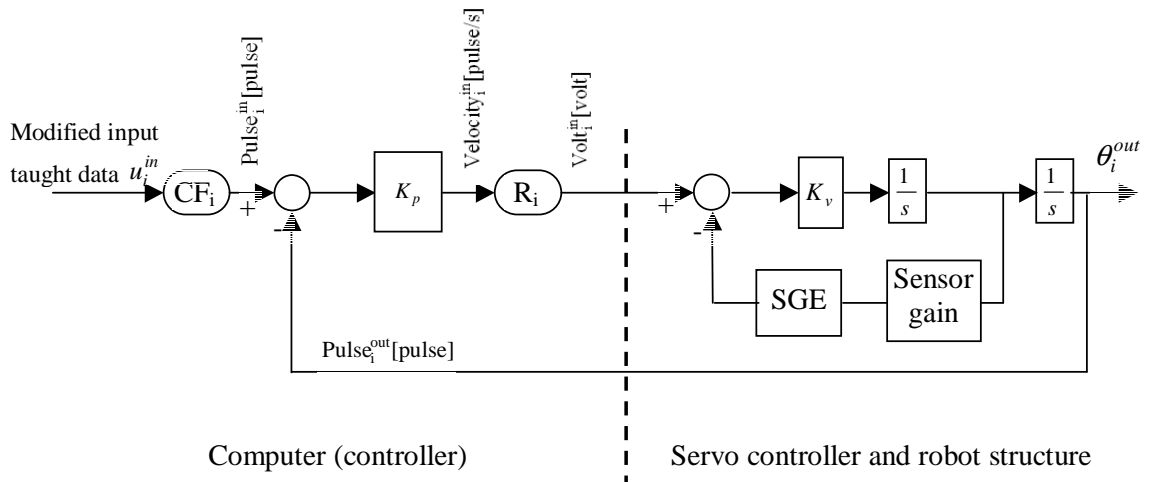 Modified input
taught data u_i^in
CF_i
Pulse_i^in[pulse]
+
-
K_p
Velocity_i^in[pulse/s]
R_i
Volt_i^in[volt]
+
-
K_v
1/s
1/s
θ_i^out
SGE
Sensor
gain
Pulse_i^out[pulse]
Computer (controller)
Servo controller and robot structure